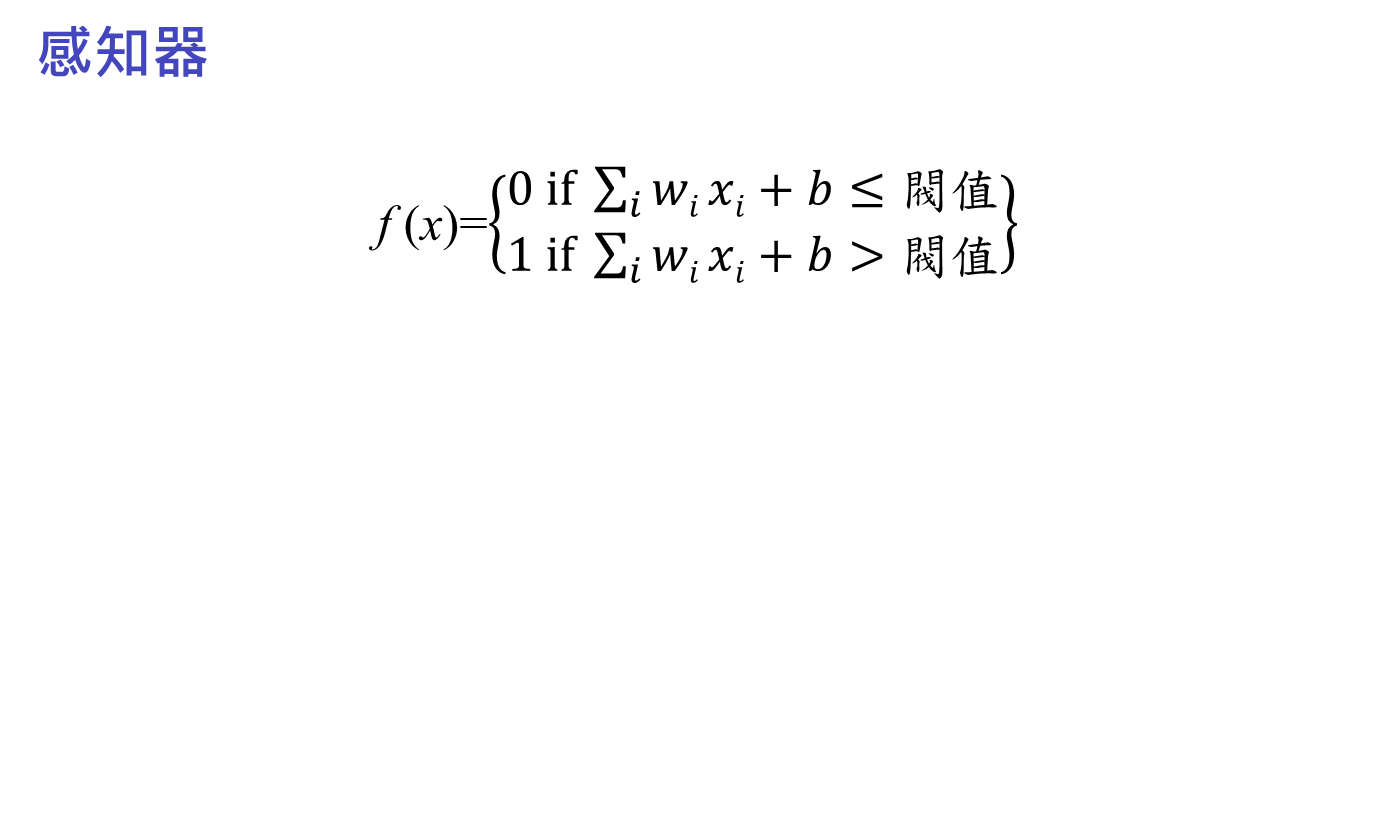 感知器
f(x)={0 if ∑ᵢ wᵢ xᵢ + b ≤ 閥值
1 if ∑ᵢ wᵢ xᵢ + b > 閥值}